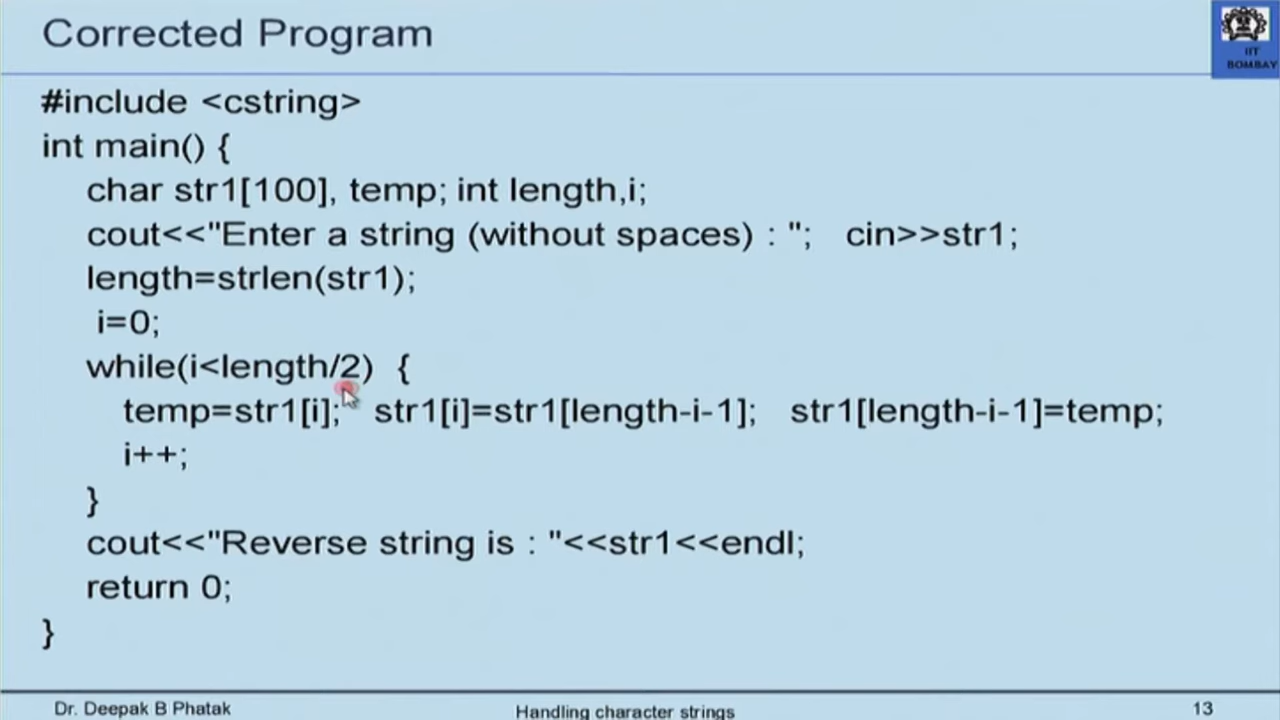 Corrected Program
IIT
BOMBAY
#include <cstring>
int main() {
char str1[100], temp; int length,i;
cout<<"Enter a string (without spaces) : "; cin>>str1;
length=strlen(str1);
i=0;
while(i<length/2) {
temp=str1[i]; str1[i]=str1[length-i-1]; str1[length-i-1]=temp;
i++;
}
cout<<"Reverse string is : "<<str1<<endl;
return 0;
}
Dr. Deepak B Phatak
Handling character strings
13